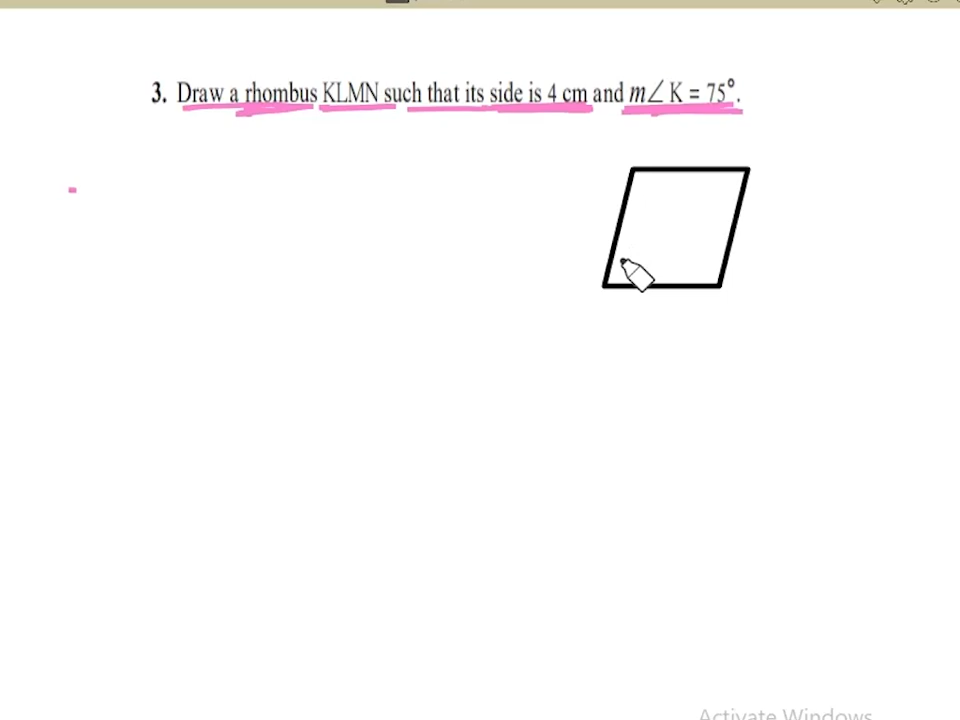 3. Draw a rhombus KLMN such that its side is 4 cm and m∠ K = 75°.
Activate Windows